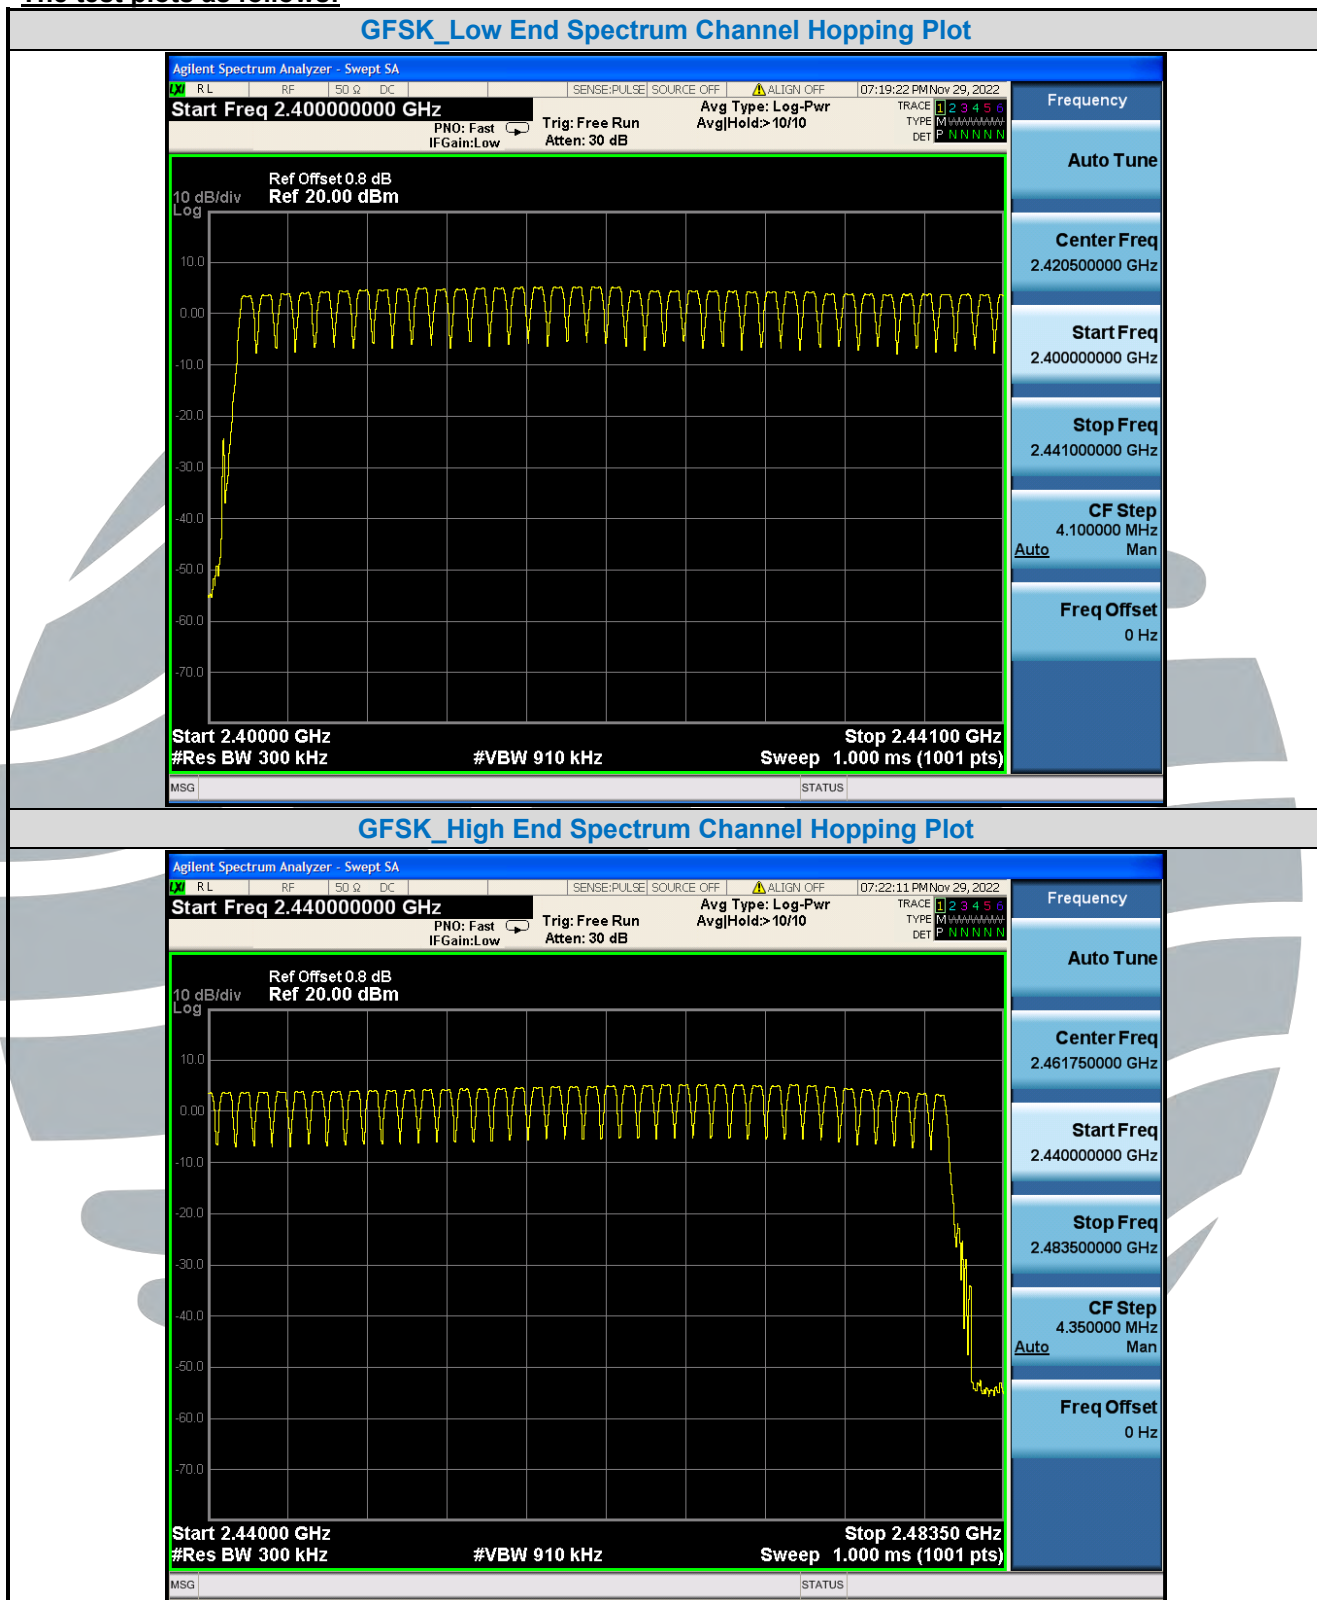 The test plots as follows:
GFSK_Low End Spectrum Channel Hopping Plot
Agilent Spectrum Analyzer - Swept SA
LXI RL RF 50 Ω DC SENSE:PULSE SOURCE OFF ALIGN OFF 07:19:22 PM Nov 29, 2022
Start Freq 2.400000000 GHz
PNO: Fast
IFGain:Low
Trig: Free Run
Atten: 30 dB
Avg Type: Log-Pwr
Avg|Hold:>10/10
TRACE 1 2 3 4 5 6
TYPE M
DET P N N N N N
Ref Offset 0.8 dB
10 dB/div Ref 20.00 dBm
Log
10.0
0.00
-10.0
-20.0
-30.0
-40.0
-50.0
-60.0
-70.0
Start 2.40000 GHz Stop 2.44100 GHz
#Res BW 300 kHz #VBW 910 kHz Sweep 1.000 ms (1001 pts)
MSG STATUS
Frequency
Auto Tune
Center Freq
2.420500000 GHz
Start Freq
2.400000000 GHz
Stop Freq
2.441000000 GHz
CF Step
4.100000 MHz
Auto Man
Freq Offset
0 Hz
GFSK_High End Spectrum Channel Hopping Plot
Agilent Spectrum Analyzer - Swept SA
LXI RL RF 50 Ω DC SENSE:PULSE SOURCE OFF ALIGN OFF 07:22:11 PM Nov 29, 2022
Start Freq 2.440000000 GHz
PNO: Fast
IFGain:Low
Trig: Free Run
Atten: 30 dB
Avg Type: Log-Pwr
Avg|Hold:>10/10
TRACE 1 2 3 4 5 6
TYPE M
DET P N N N N N
Ref Offset 0.8 dB
10 dB/div Ref 20.00 dBm
Log
10.0
0.00
-10.0
-20.0
-30.0
-40.0
-50.0
-60.0
-70.0
Start 2.44000 GHz Stop 2.48350 GHz
#Res BW 300 kHz #VBW 910 kHz Sweep 1.000 ms (1001 pts)
MSG STATUS
Frequency
Auto Tune
Center Freq
2.461750000 GHz
Start Freq
2.440000000 GHz
Stop Freq
2.483500000 GHz
CF Step
4.350000 MHz
Auto Man
Freq Offset
0 Hz